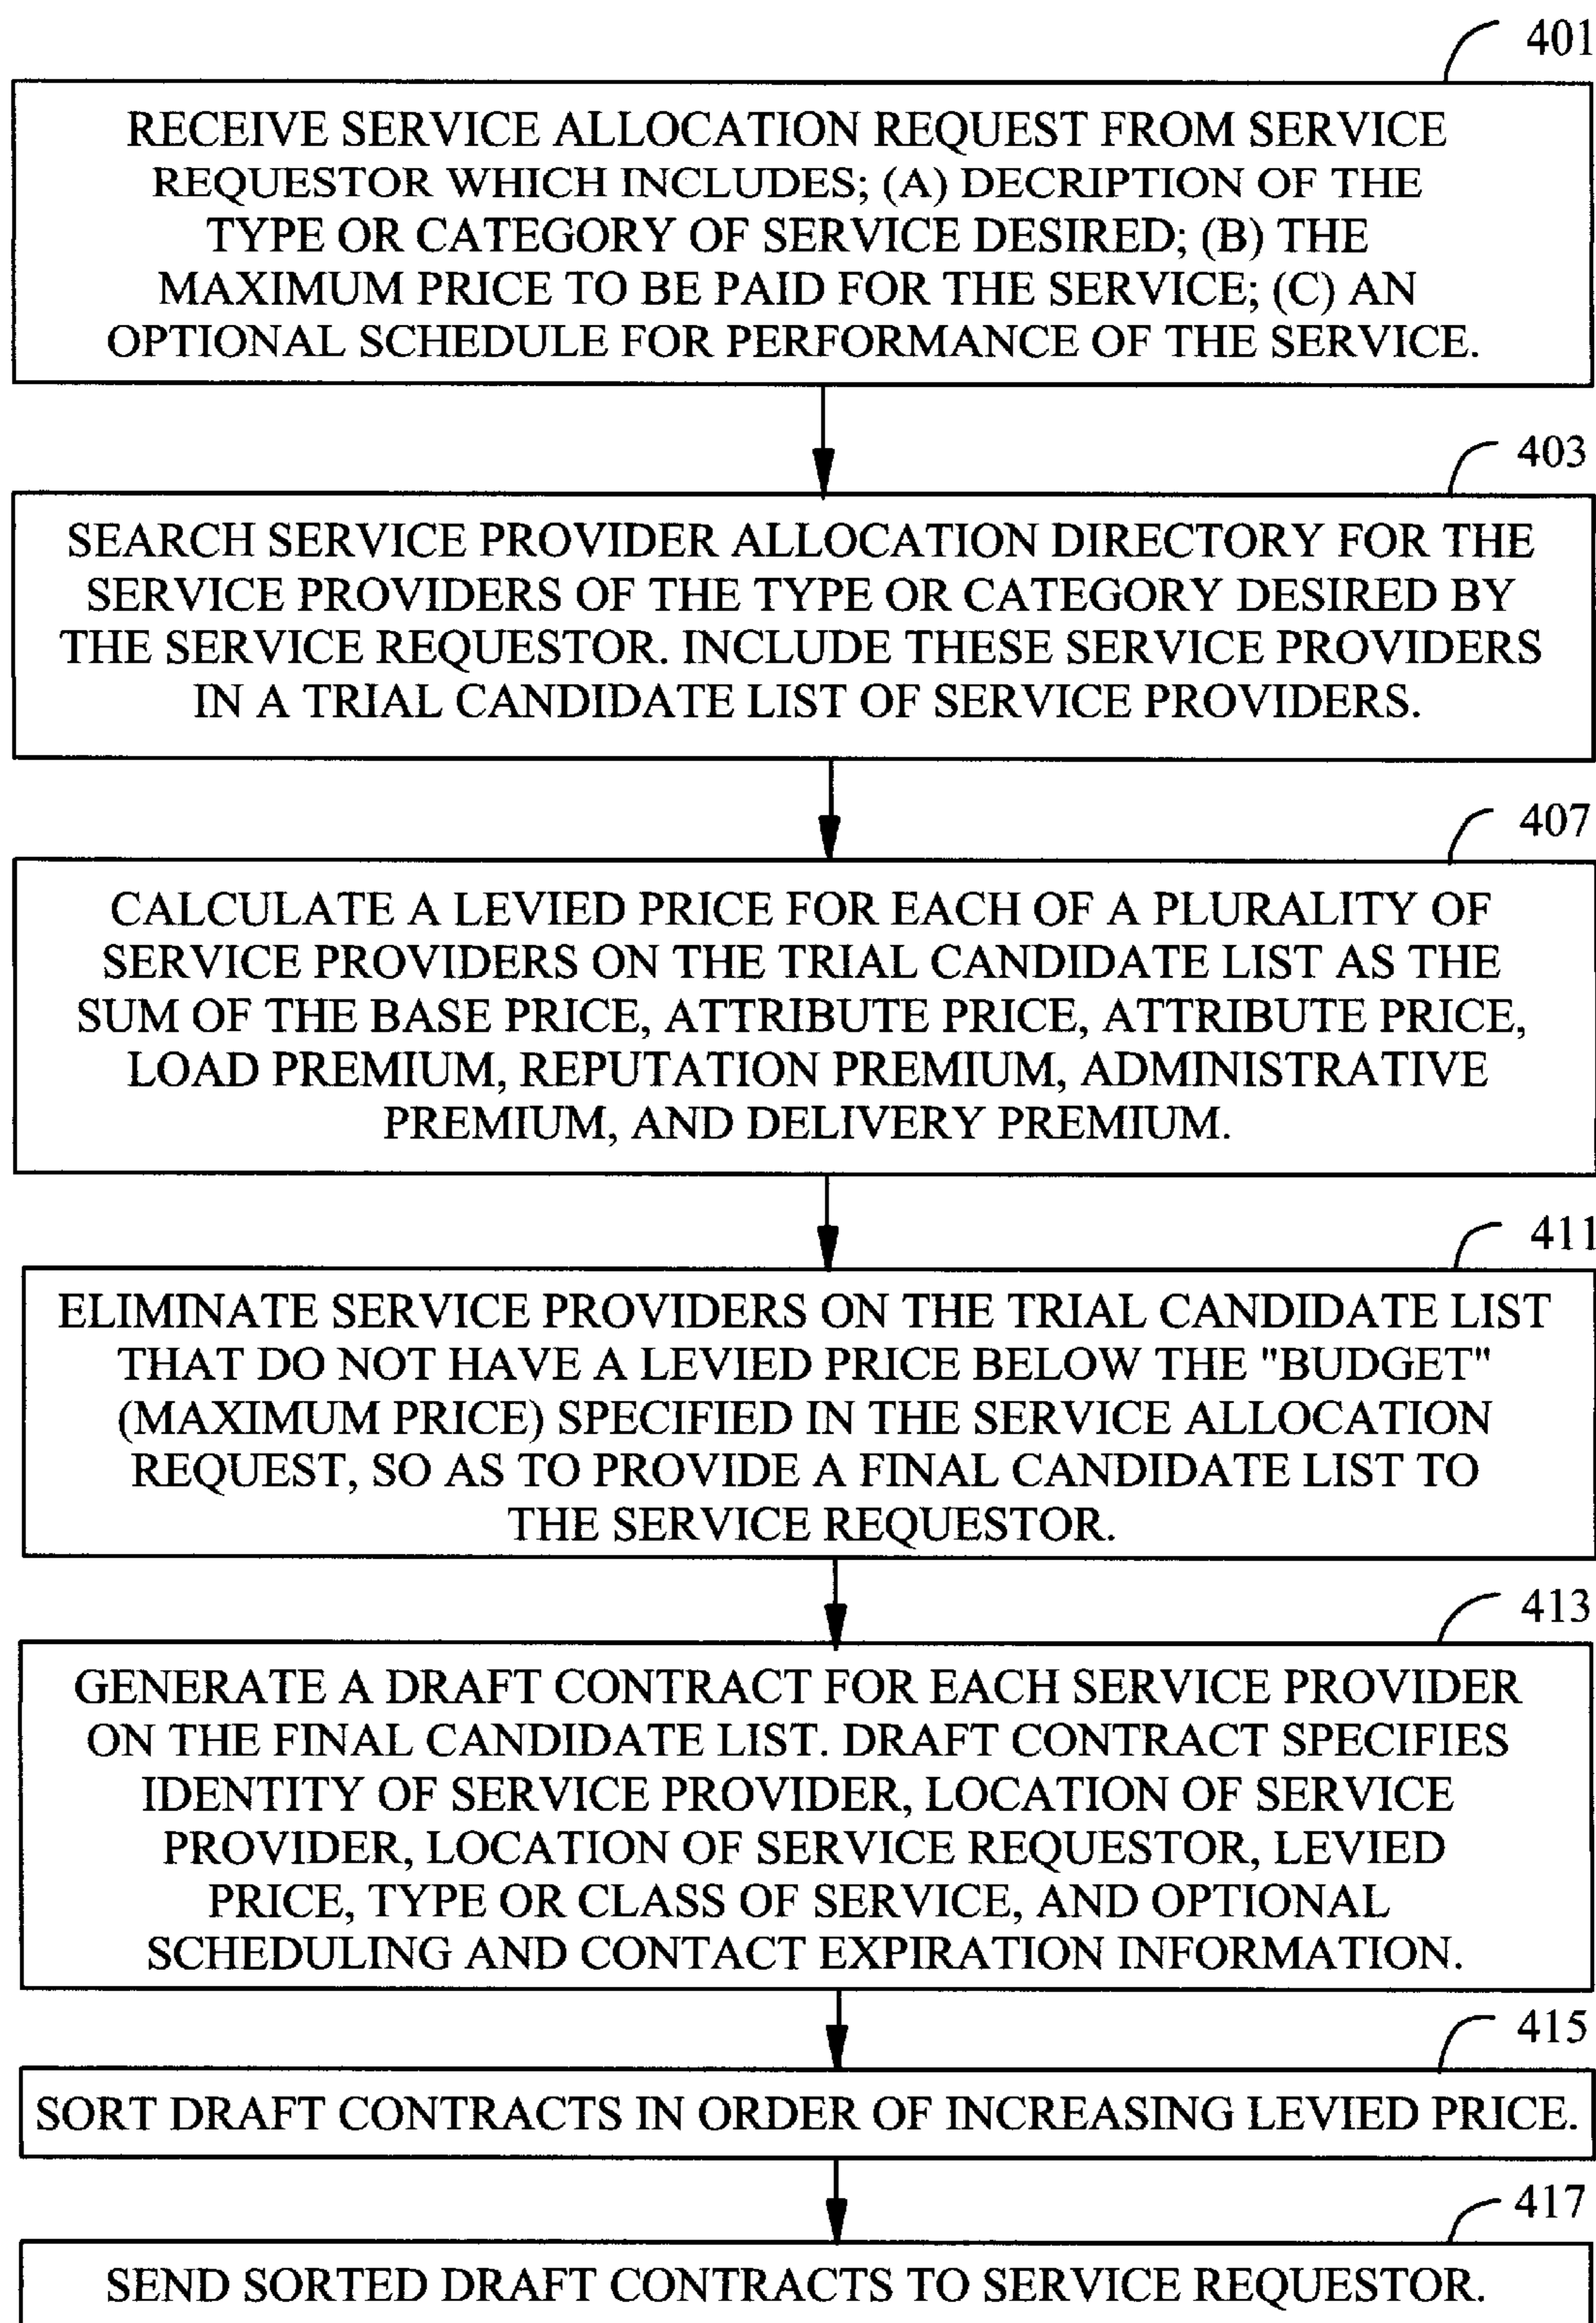 401
RECEIVE SERVICE ALLOCATION REQUEST FROM SERVICE
REQUESTOR WHICH INCLUDES; (A) DECRIPTION OF THE
TYPE OR CATEGORY OF SERVICE DESIRED; (B) THE
MAXIMUM PRICE TO BE PAID FOR THE SERVICE; (C) AN
OPTIONAL SCHEDULE FOR PERFORMANCE OF THE SERVICE.
403
SEARCH SERVICE PROVIDER ALLOCATION DIRECTORY FOR THE
SERVICE PROVIDERS OF THE TYPE OR CATEGORY DESIRED BY
THE SERVICE REQUESTOR. INCLUDE THESE SERVICE PROVIDERS
IN A TRIAL CANDIDATE LIST OF SERVICE PROVIDERS.
407
CALCULATE A LEVIED PRICE FOR EACH OF A PLURALITY OF
SERVICE PROVIDERS ON THE TRIAL CANDIDATE LIST AS THE
SUM OF THE BASE PRICE, ATTRIBUTE PRICE, ATTRIBUTE PRICE,
LOAD PREMIUM, REPUTATION PREMIUM, ADMINISTRATIVE
PREMIUM, AND DELIVERY PREMIUM.
411
ELIMINATE SERVICE PROVIDERS ON THE TRIAL CANDIDATE LIST
THAT DO NOT HAVE A LEVIED PRICE BELOW THE "BUDGET"
(MAXIMUM PRICE) SPECIFIED IN THE SERVICE ALLOCATION
REQUEST, SO AS TO PROVIDE A FINAL CANDIDATE LIST TO
THE SERVICE REQUESTOR.
413
GENERATE A DRAFT CONTRACT FOR EACH SERVICE PROVIDER
ON THE FINAL CANDIDATE LIST. DRAFT CONTRACT SPECIFIES
IDENTITY OF SERVICE PROVIDER, LOCATION OF SERVICE
PROVIDER, LOCATION OF SERVICE REQUESTOR, LEVIED
PRICE, TYPE OR CLASS OF SERVICE, AND OPTIONAL
SCHEDULING AND CONTACT EXPIRATION INFORMATION.
415
SORT DRAFT CONTRACTS IN ORDER OF INCREASING LEVIED PRICE.
417
SEND SORTED DRAFT CONTRACTS TO SERVICE REQUESTOR.